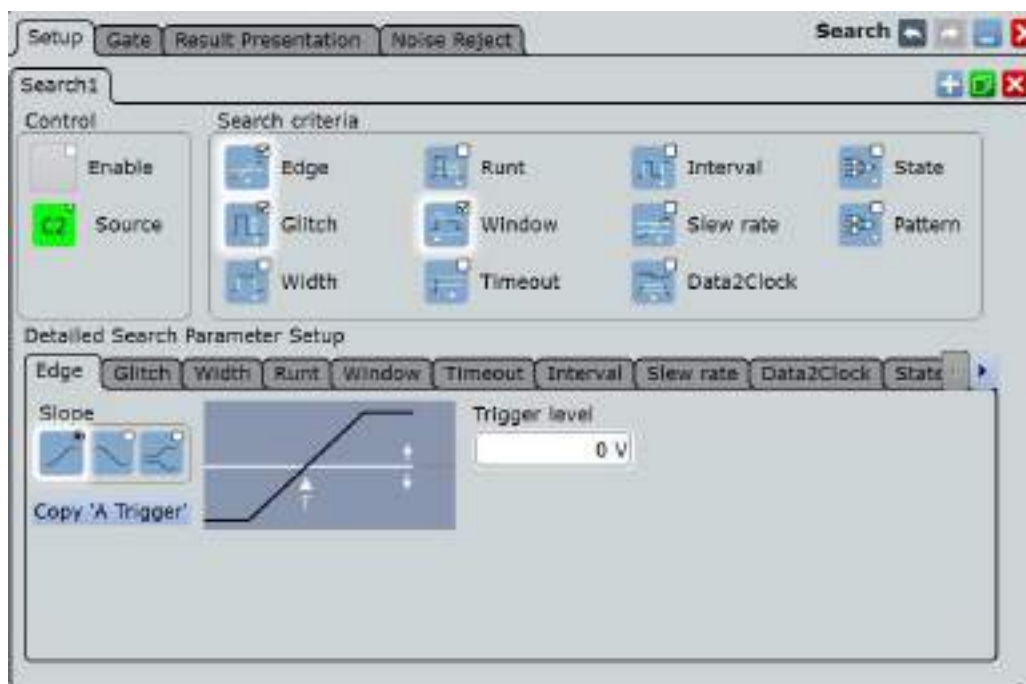 Setup Gate Result Presentation Noise Reject Search
Search1
Control Search criteria
Enable Edge Runt Interval State
C2 Source Glitch Window Slew rate Pattern
Width Timeout Data2Clock
Detailed Search Parameter Setup
Edge Glitch Width Runt Window Timeout Interval Slew rate Data2Clock State
Slope Trigger level
0 V
Copy 'A Trigger'